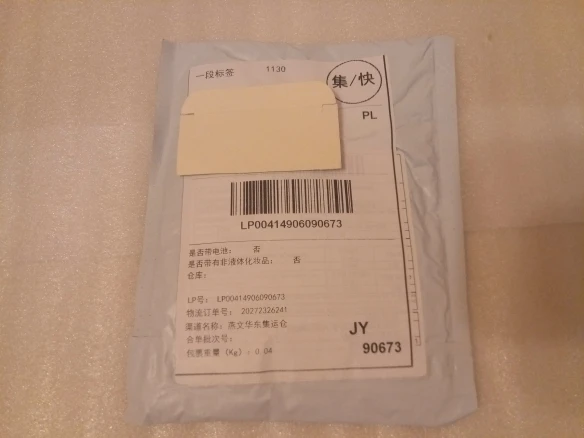 一段标签 1130
集/快
PL
LP00414906090673
是否带电池: 否
是否带有非液体化妆品: 否
仓库:
LP号: LP00414906090673
物流订单号: 20272326241
渠道名称: 燕文华东集运仓
合单批次号:
包裹重量 (Kg) : 0.04
JY
90673